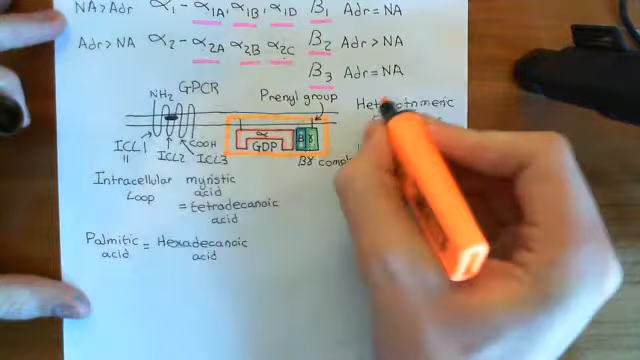 NA>Adr α1 - α1A, α1B, α1D β1 Adr = NA
Adr>NA α2 - α2A α2B α2C β2 Adr > NA
β3 Adr = NA
NH2 GPCR Prenyl group
α β γ
GDP
COOH
ICL1 ICL2 ICL3 βγ
Intracellular myristic
Loop acid
= tetradecanoic
acid
Palmitic = Hexadecanoic
acid acid